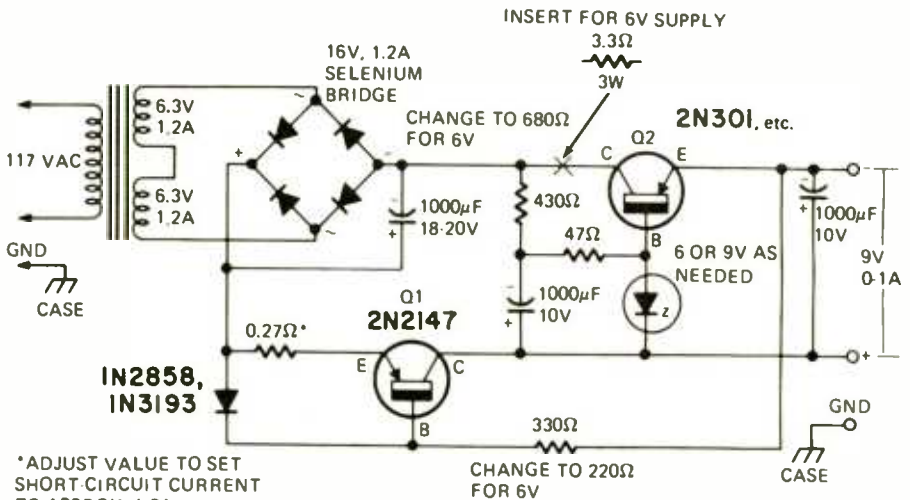 INSERT FOR 6V SUPPLY
3.3Ω
3W
16V, 1.2A
SELENIUM
BRIDGE
CHANGE TO 680Ω
FOR 6V
2N301, etc.
Q2
C
E
B
6.3V
1.2A
117 VAC
6.3V
1.2A
~
+
-
~
GND
CASE
-
1000µF
18-20V
+
430Ω
47Ω
-
1000µF
10V
+
6 OR 9V AS
NEEDED
z
-
1000µF
10V
+
-
9V
0-1A
+
Q1
2N2147
0.27Ω*
E
C
B
1N2858,
1N3193
330Ω
CHANGE TO 220Ω
FOR 6V
GND
CASE
*ADJUST VALUE TO SET
SHORT-CIRCUIT CURRENT